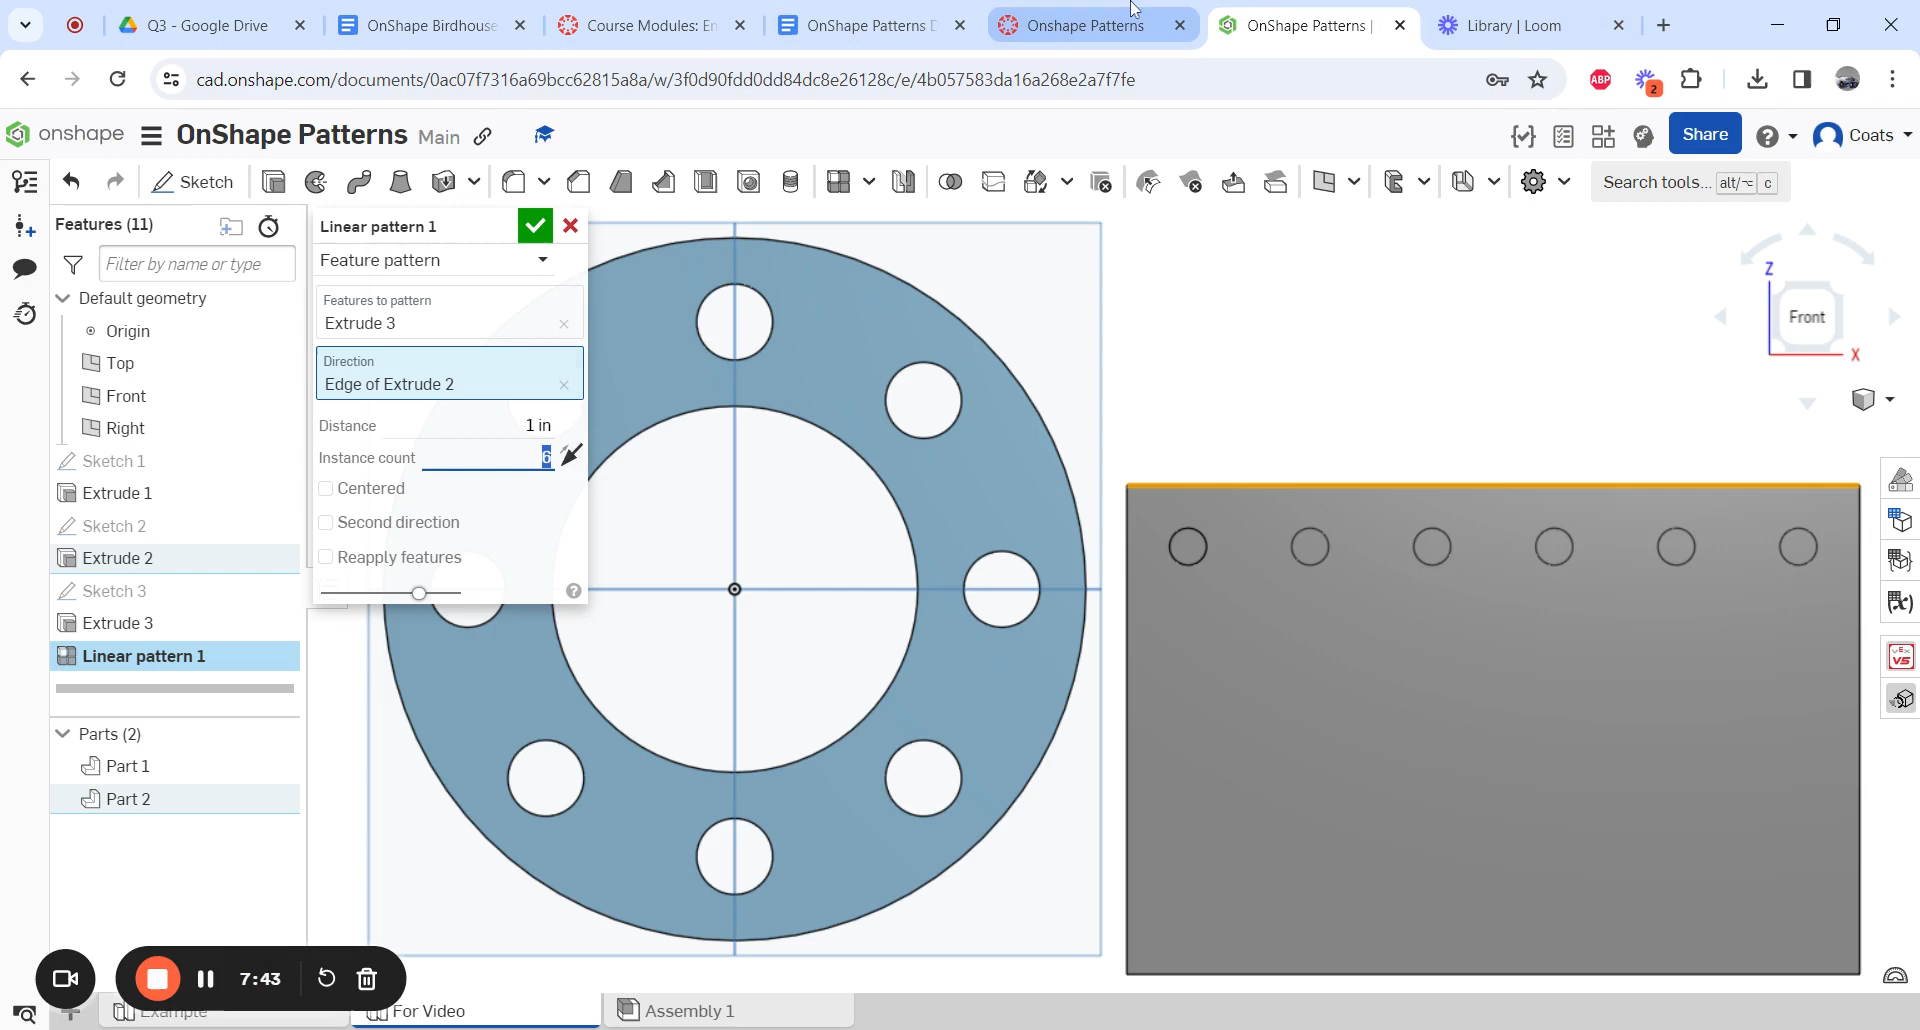 Q3 - Google Drive
OnShape Birdhouse
Course Modules: En
OnShape Patterns D
Onshape Patterns
OnShape Patterns |
Library | Loom
cad.onshape.com/documents/0ac07f7316a69bcc62815a8a/w/3f0d90fdd0dd84dc8e26128c/e/4b057583da16a268e2a7f7fe
ABP
2
onshape
OnShape Patterns Main
Share
Coats
Sketch
Search tools... alt/⌥ c
Features (11)
Filter by name or type
Default geometry
Origin
Top
Front
Right
Sketch 1
Extrude 1
Sketch 2
Extrude 2
Sketch 3
Extrude 3
Linear pattern 1
Parts (2)
Part 1
Part 2
Linear pattern 1
Feature pattern
Features to pattern
Extrude 3
Direction
Edge of Extrude 2
Distance 1 in
Instance count 6
Centered
Second direction
Reapply features
Z
Front
X
VEX
V5
7:43
Example
For Video
Assembly 1